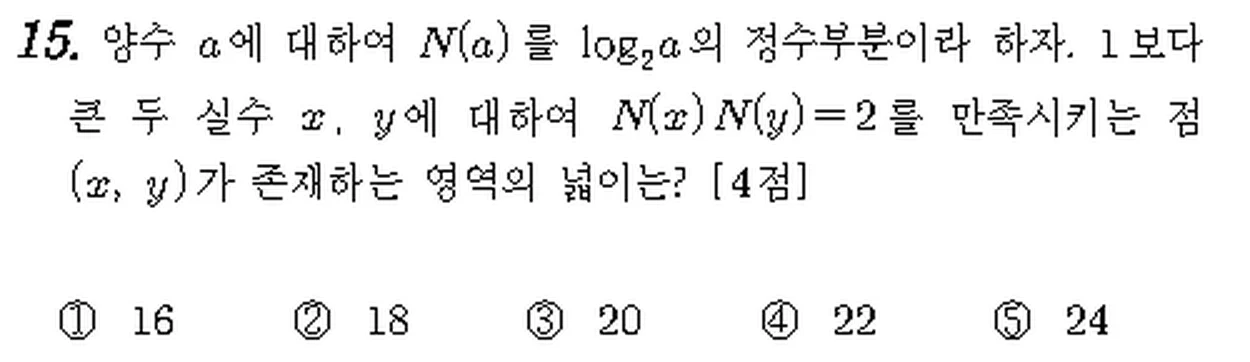 15. 양수 a에 대하여 N(a)를 log₂a의 정수부분이라 하자. 1보다
큰 두 실수 x, y에 대하여 N(x)N(y)=2를 만족시키는 점
(x, y)가 존재하는 영역의 넓이는? [4점]
① 16 ② 18 ③ 20 ④ 22 ⑤ 24